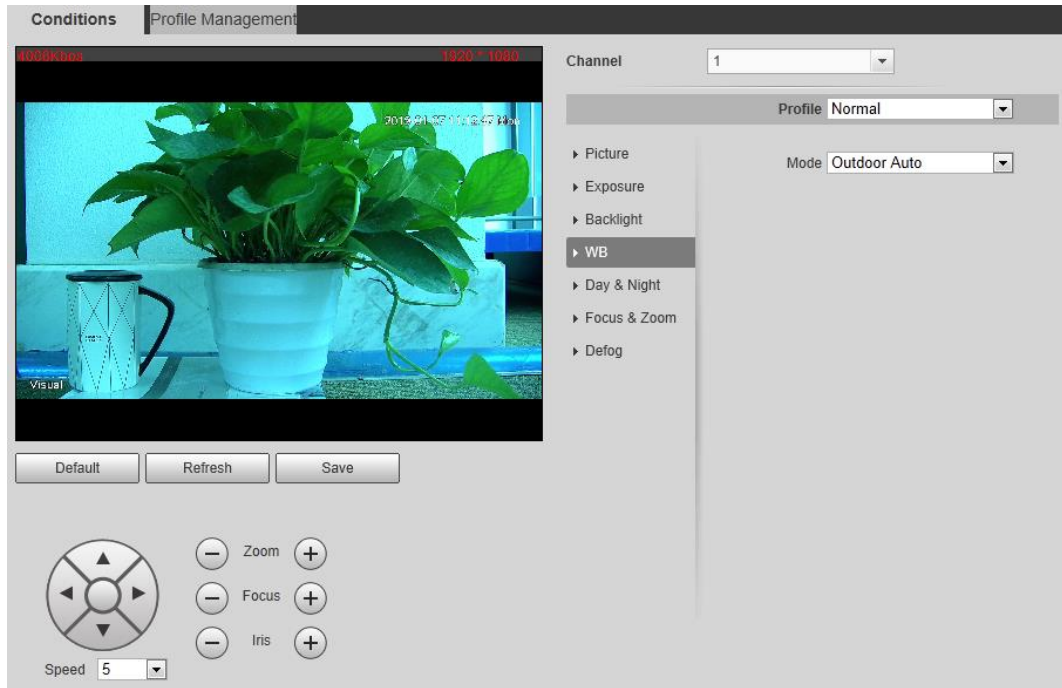 Conditions
Profile Management
1920 * 1080
Channel 1
Profile Normal
Picture
Mode Outdoor Auto
Exposure
Backlight
WB
Day & Night
Focus & Zoom
Defog
Visual
Default Refresh Save
Zoom
Focus
Iris
Speed 5